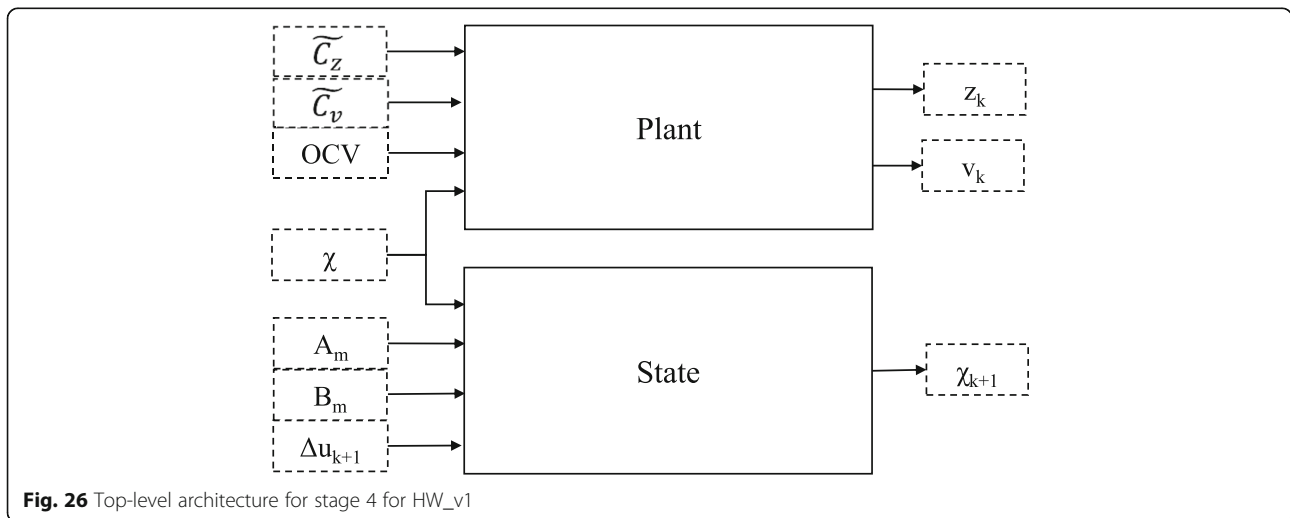 C̃z
C̃v
OCV
χ
Am
Bm
Δuk+1
Plant
State
zk
vk
χk+1
Fig. 26 Top-level architecture for stage 4 for HW_v1